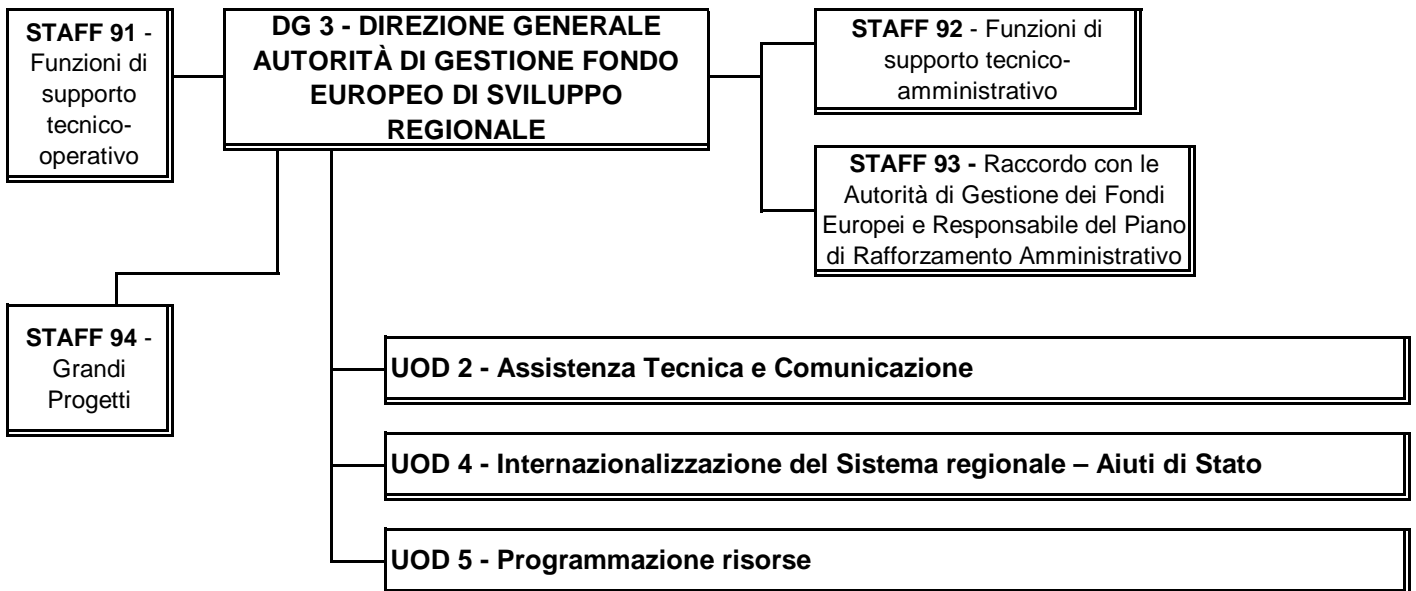 STAFF 91 -
Funzioni di
supporto
tecnico-
operativo
DG 3 - DIREZIONE GENERALE
AUTORITÀ DI GESTIONE FONDO
EUROPEO DI SVILUPPO
REGIONALE
STAFF 92 - Funzioni di
supporto tecnico-
amministrativo
STAFF 93 - Raccordo con le
Autorità di Gestione dei Fondi
Europei e Responsabile del Piano
di Rafforzamento Amministrativo
STAFF 94 -
Grandi
Progetti
UOD 2 - Assistenza Tecnica e Comunicazione
UOD 4 - Internazionalizzazione del Sistema regionale – Aiuti di Stato
UOD 5 - Programmazione risorse